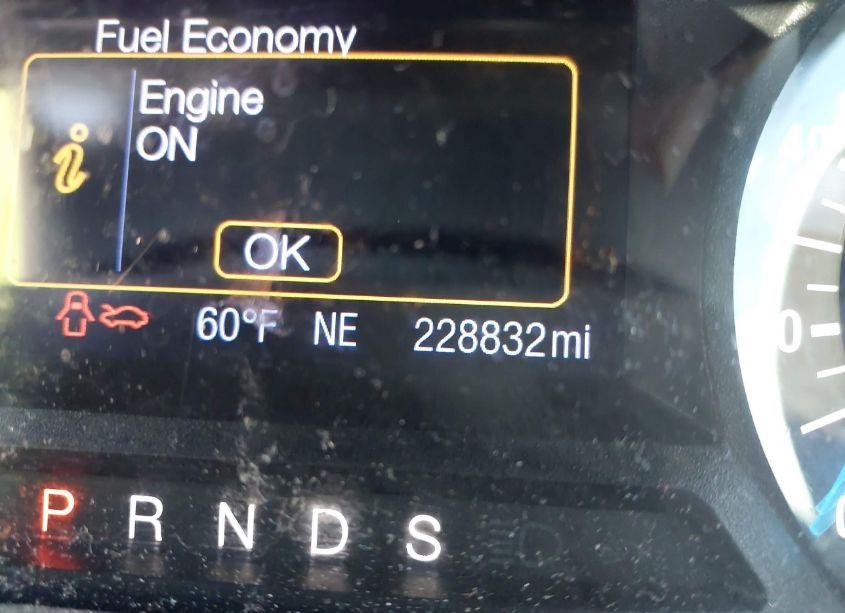 Fuel Economy
Engine
ON
OK
60°F NE 228832mi
P R N D S